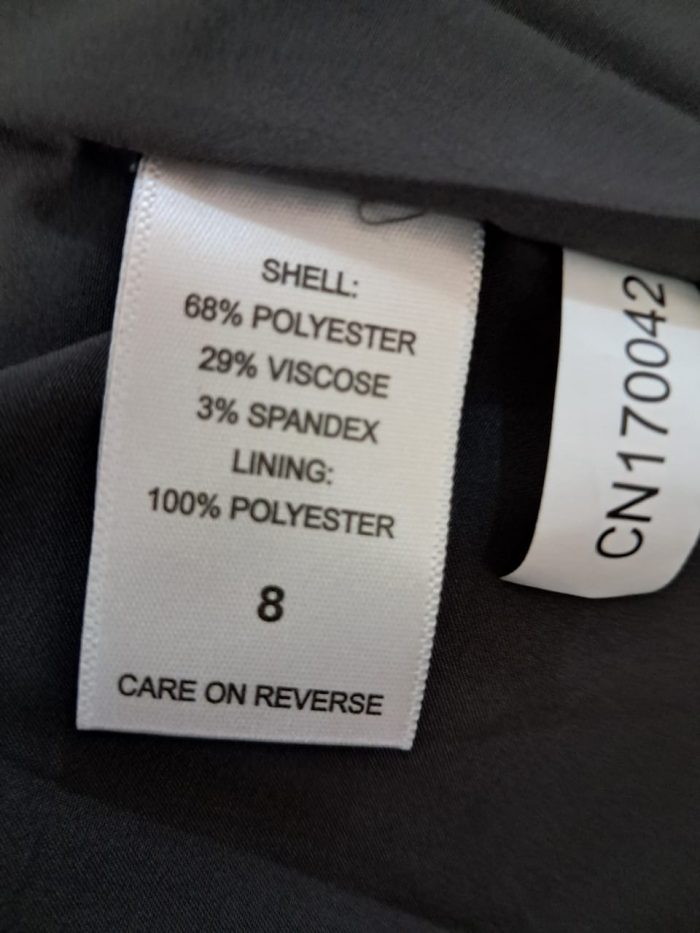 SHELL:
68% POLYESTER
29% VISCOSE
3% SPANDEX
LINING:
100% POLYESTER
8
CARE ON REVERSE
CN170042